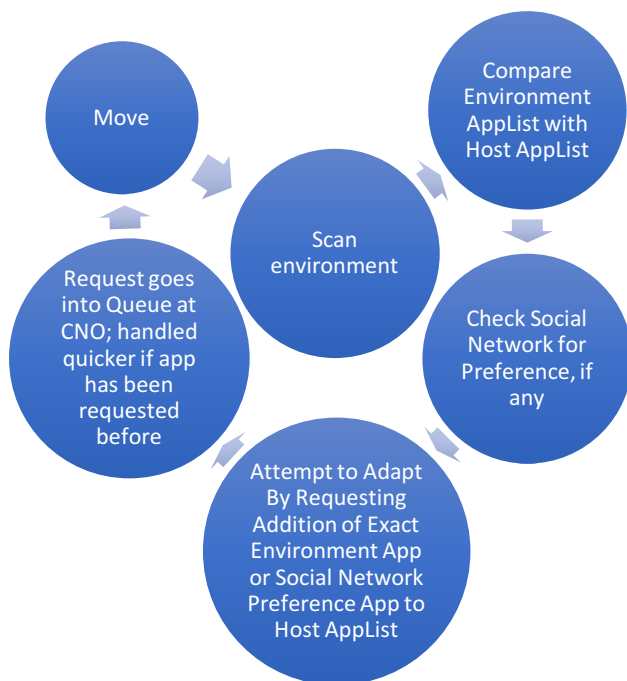 Move
Scan
environment
Compare
Environment
AppList with
Host AppList
Check Social
Network for
Preference, if
any
Attempt to Adapt
By Requesting
Addition of Exact
Environment App
or Social Network
Preference App to
Host AppList
Request goes
into Queue at
CNO; handled
quicker if app
has been
requested
before